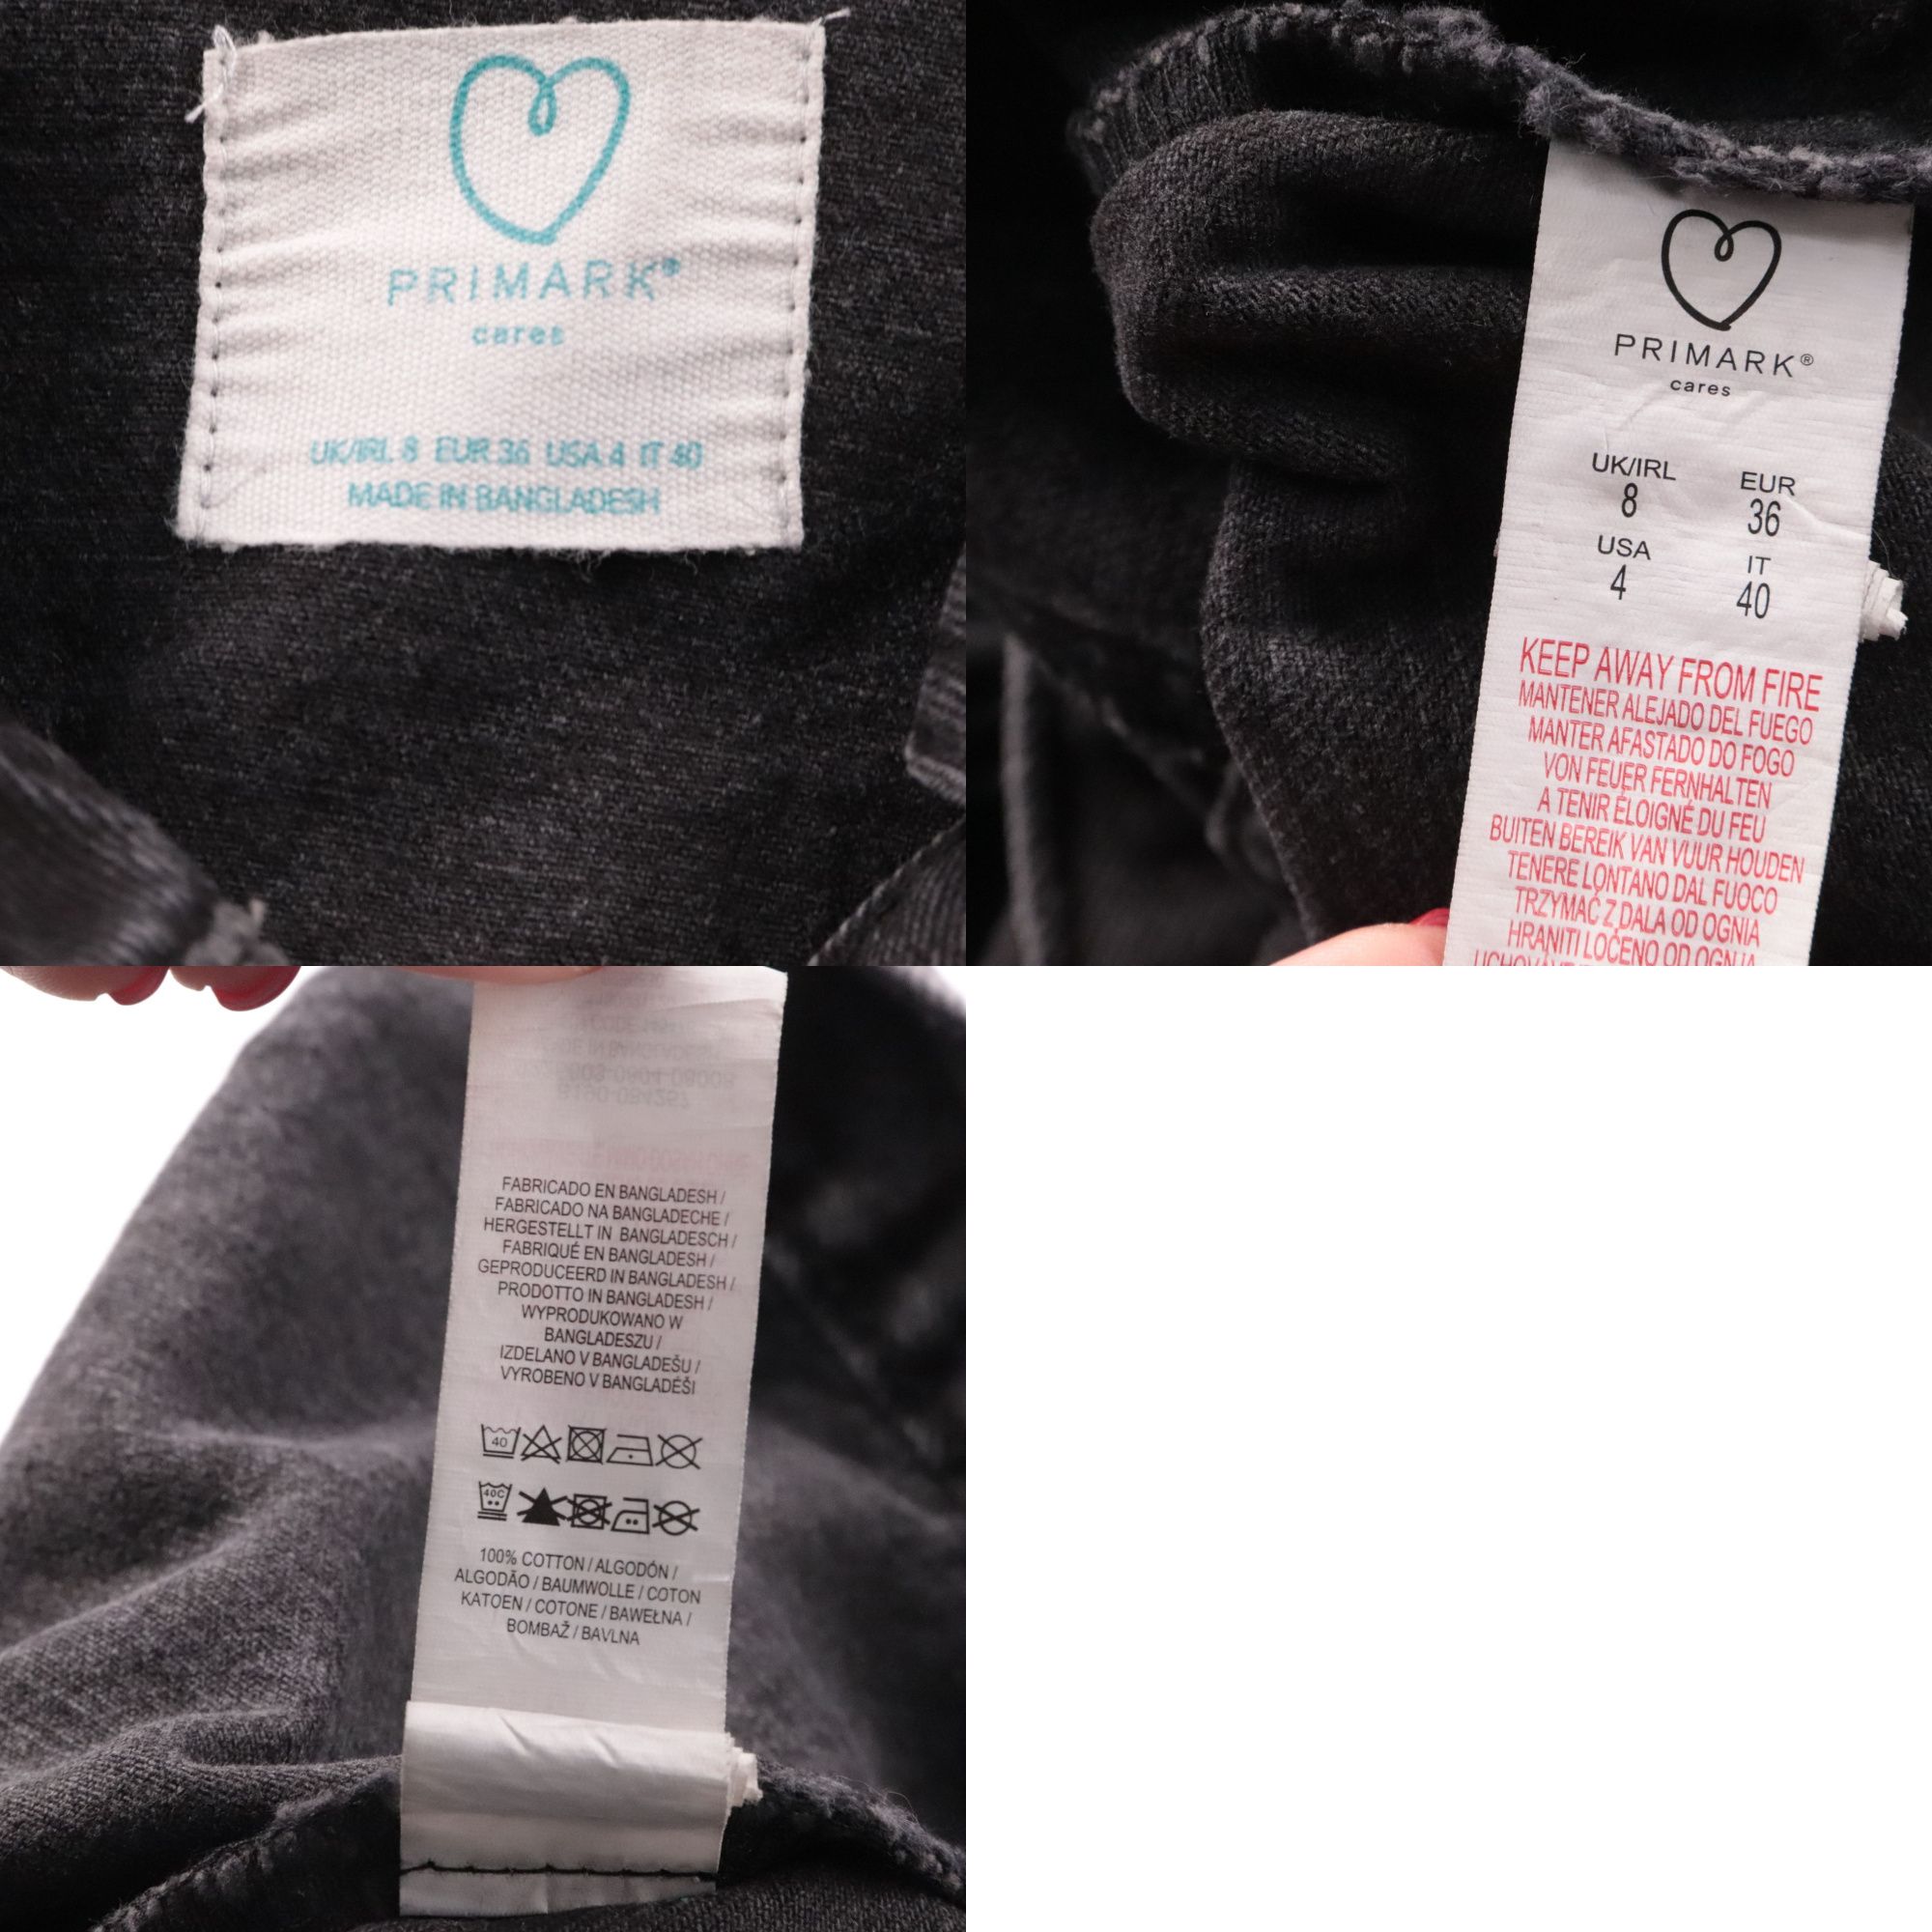 PRIMARK®
cares
UK/IRL 8 EUR 36 USA 4 IT 40
MADE IN BANGLADESH
PRIMARK®
cares
UK/IRL EUR
8 36
USA IT
4 40
KEEP AWAY FROM FIRE
MANTENER ALEJADO DEL FUEGO
MANTER AFASTADO DO FOGO
VON FEUER FERNHALTEN
A TENIR ÉLOIGNÉ DU FEU
BUITEN BEREIK VAN VUUR HOUDEN
TENERE LONTANO DAL FUOCO
TRZYMAĆ Z DALA OD OGNIA
HRANITI LOČENO OD OGNJA
FABRICADO EN BANGLADESH /
FABRICADO NA BANGLADECHE /
HERGESTELLT IN BANGLADESCH /
FABRIQUÉ EN BANGLADESH /
GEPRODUCEERD IN BANGLADESH /
PRODOTTO IN BANGLADESH /
WYPRODUKOWANO W
BANGLADESZU /
IZDELANO V BANGLADEŠU /
VYROBENO V BANGLADÉŠI
40
40C
100% COTTON / ALGODÓN /
ALGODÃO / BAUMWOLLE / COTON
KATOEN / COTONE / BAWEŁNA /
BOMBAŽ / BAVLNA